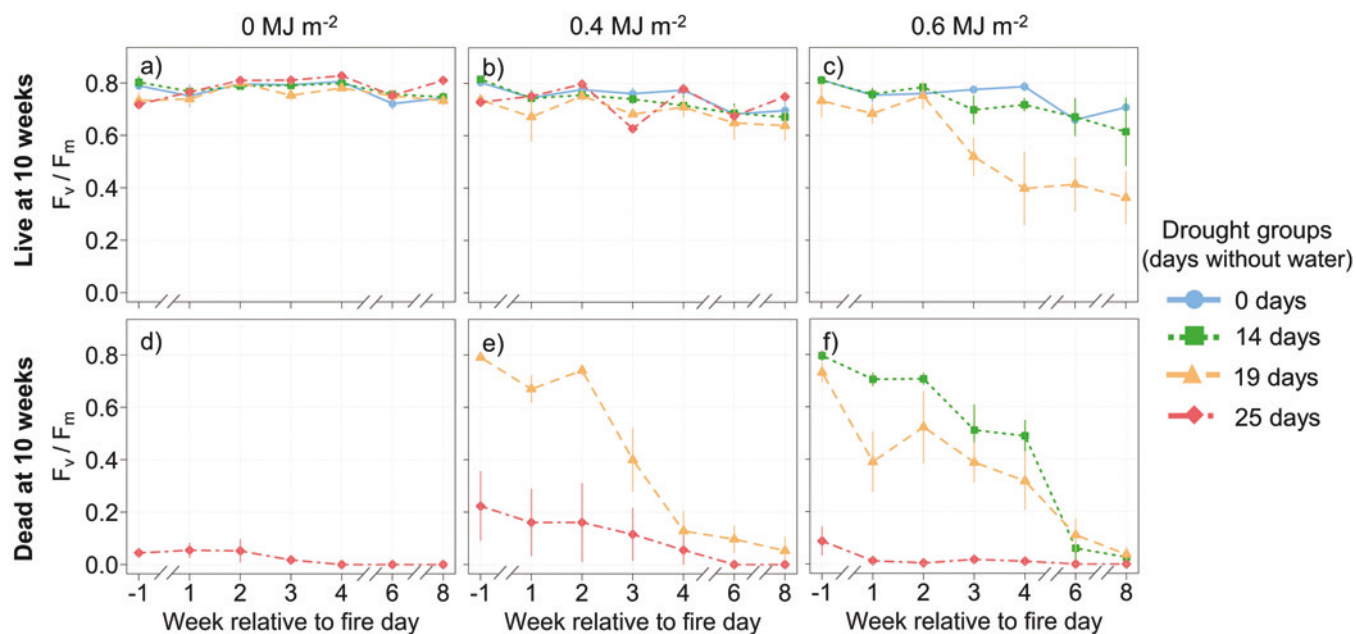 0 MJ m⁻² 0.4 MJ m⁻² 0.6 MJ m⁻²
Live at 10 weeks
Fᵥ / Fₘ
a) b) c)
0.8
0.6
0.4
0.2
0.0
Dead at 10 weeks
Fᵥ / Fₘ
d) e) f)
0.8
0.6
0.4
0.2
0.0
-1 1 2 3 4 6 8 -1 1 2 3 4 6 8 -1 1 2 3 4 6 8
Week relative to fire day Week relative to fire day Week relative to fire day
Drought groups
(days without water)
0 days
14 days
19 days
25 days